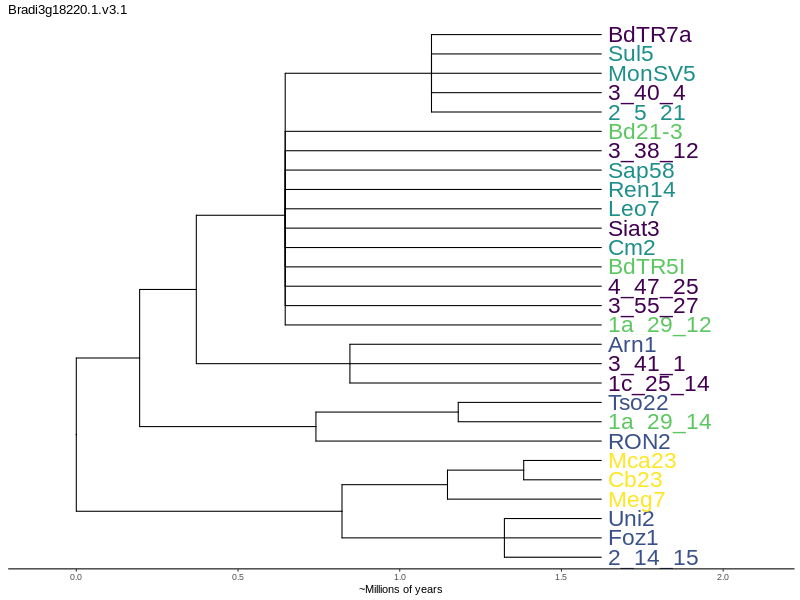 Bradi3g18220.1.v3.1
BdTR7a
Sul5
MonSV5
3_40_4
2_5_21
Bd21-3
3_38_12
Sap58
Ren14
Leo7
Siat3
Cm2
BdTR5I
4_47_25
3_55_27
1a_29_12
Arn1
3_41_1
1c_25_14
Tso22
1a_29_14
RON2
Mca23
Cb23
Meg7
Uni2
Foz1
2_14_15
0.0 0.5 1.0 1.5 2.0
~Millions of years